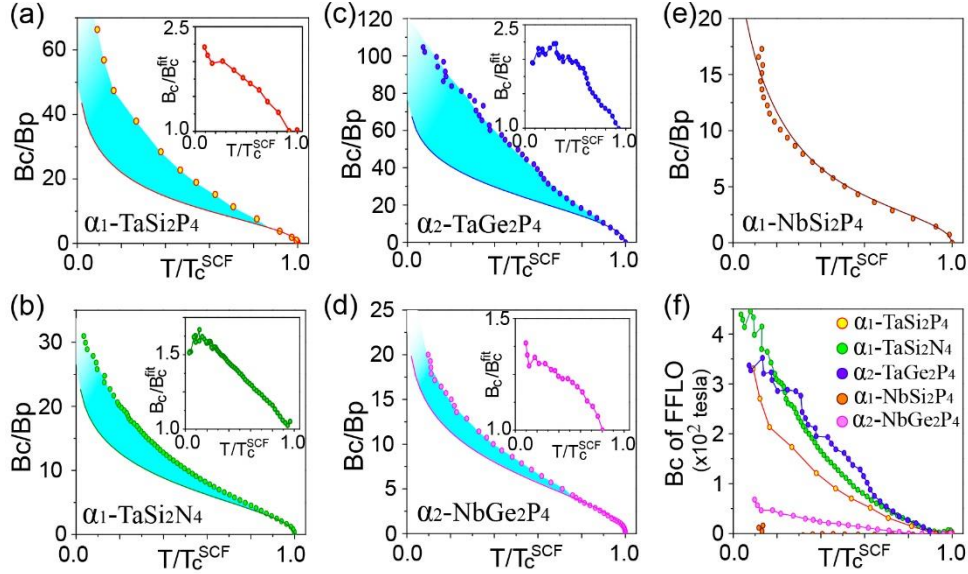 (a)
60
40
20
0
Bc/Bp
0.0
T/Tc^SCF
1.0
α1-TaSi2P4
2.5
1.0
Bc/Bc^fit
0.0
T/Tc^SCF
1.0
(c)
120
100
80
60
40
20
0
Bc/Bp
0.0
T/Tc^SCF
1.0
α2-TaGe2P4
2.5
1.0
Bc/Bc^fit
0.0
T/Tc^SCF
1.0
(e)
20
15
10
5
0
Bc/Bp
0.0
T/Tc^SCF
1.0
α1-NbSi2P4
(b)
30
20
10
0
Bc/Bp
0.0
T/Tc^SCF
1.0
α1-TaSi2N4
1.5
1.0
Bc/Bc^fit
0.0
T/Tc^SCF
1.0
(d)
25
20
15
10
5
0
Bc/Bp
0.0
T/Tc^SCF
1.0
α2-NbGe2P4
1.5
1.0
Bc/Bc^fit
0.0
T/Tc^SCF
1.0
(f)
4
3
2
1
0
Bc of FFLO
(x10² tesla)
0.0
T/Tc^SCF
1.0
α1-TaSi2P4
α1-TaSi2N4
α2-TaGe2P4
α1-NbSi2P4
α2-NbGe2P4